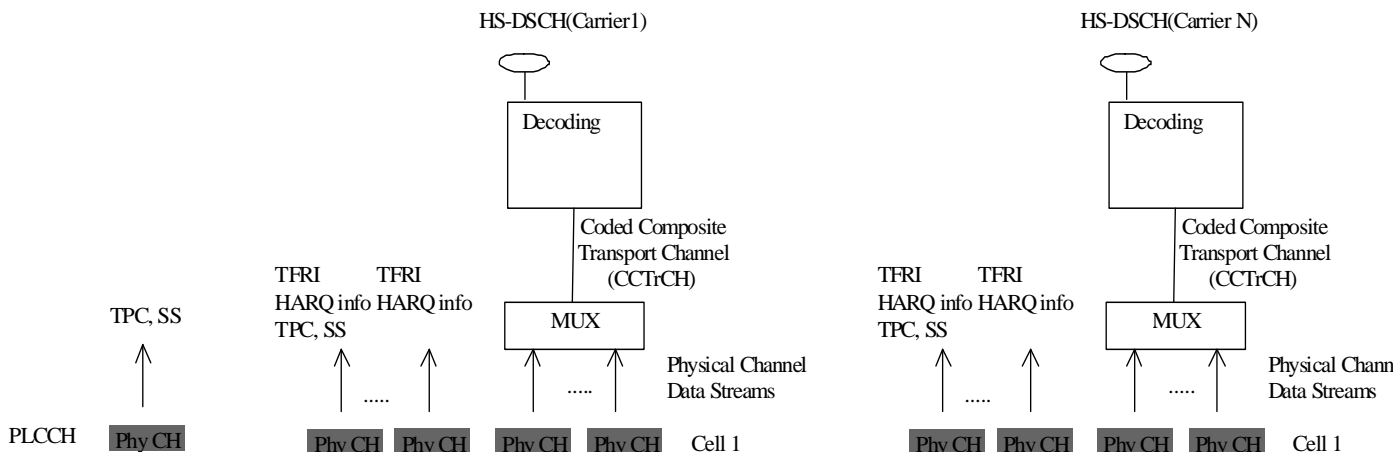 HS-DSCH(Carrier1)
HS-DSCH(Carrier N)
Decoding
Decoding
Coded Composite
Transport Channel
(CCTrCH)
Coded Composite
Transport Channel
(CCTrCH)
TPC, SS
TFRI
HARQ info
TPC, SS
TFRI
HARQ info
MUX
TFRI
HARQ info
TPC, SS
TFRI
HARQ info
MUX
Physical Channel
Data Streams
Physical Chann
Data Streams
.....
.....
.....
.....
PLCCH
Phy CH
Phy CH
Phy CH
Phy CH
Phy CH
Cell 1
Phy CH
Phy CH
Phy CH
Phy CH
Cell 1